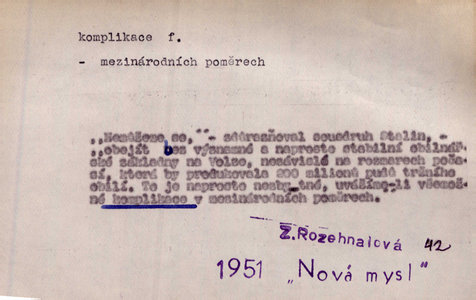 komplikace f.
- mezinárodních poměrech
„Nemůžeme se,“ - zdůrazňoval soudruh Stalin, -
„obejít bez významné a naprosto stabilní obilnář-
ské základny na Volze, nezávislé na rozmarech poča-
sí, která by produkovala 200 milionů pudů tržního
obilí. To je naprosto nezbytné, uvážíme-li všemož-
né komplikace v mezinárodních poměrech.
Z. Rozehnalová 42
1951 „Nová mysl“